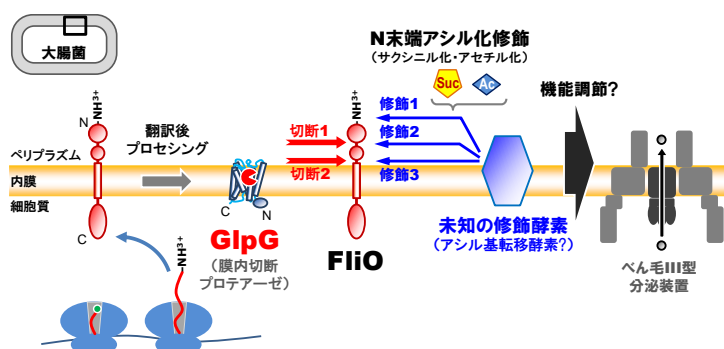 大腸菌
N末端アシル化修飾
(サクシニル化・アセチル化)
Suc
Ac
機能調節?
NH³⁺
N
翻訳後
プロセシング
切断1
切断2
NH³⁺
修飾1
修飾2
修飾3
ペリプラズム
内膜
細胞質
C
C
N
GlpG
(膜内切断
プロテアーゼ)
FliO
未知の修飾酵素
(アシル基転移酵素?)
べん毛III型
分泌装置
NH³⁺